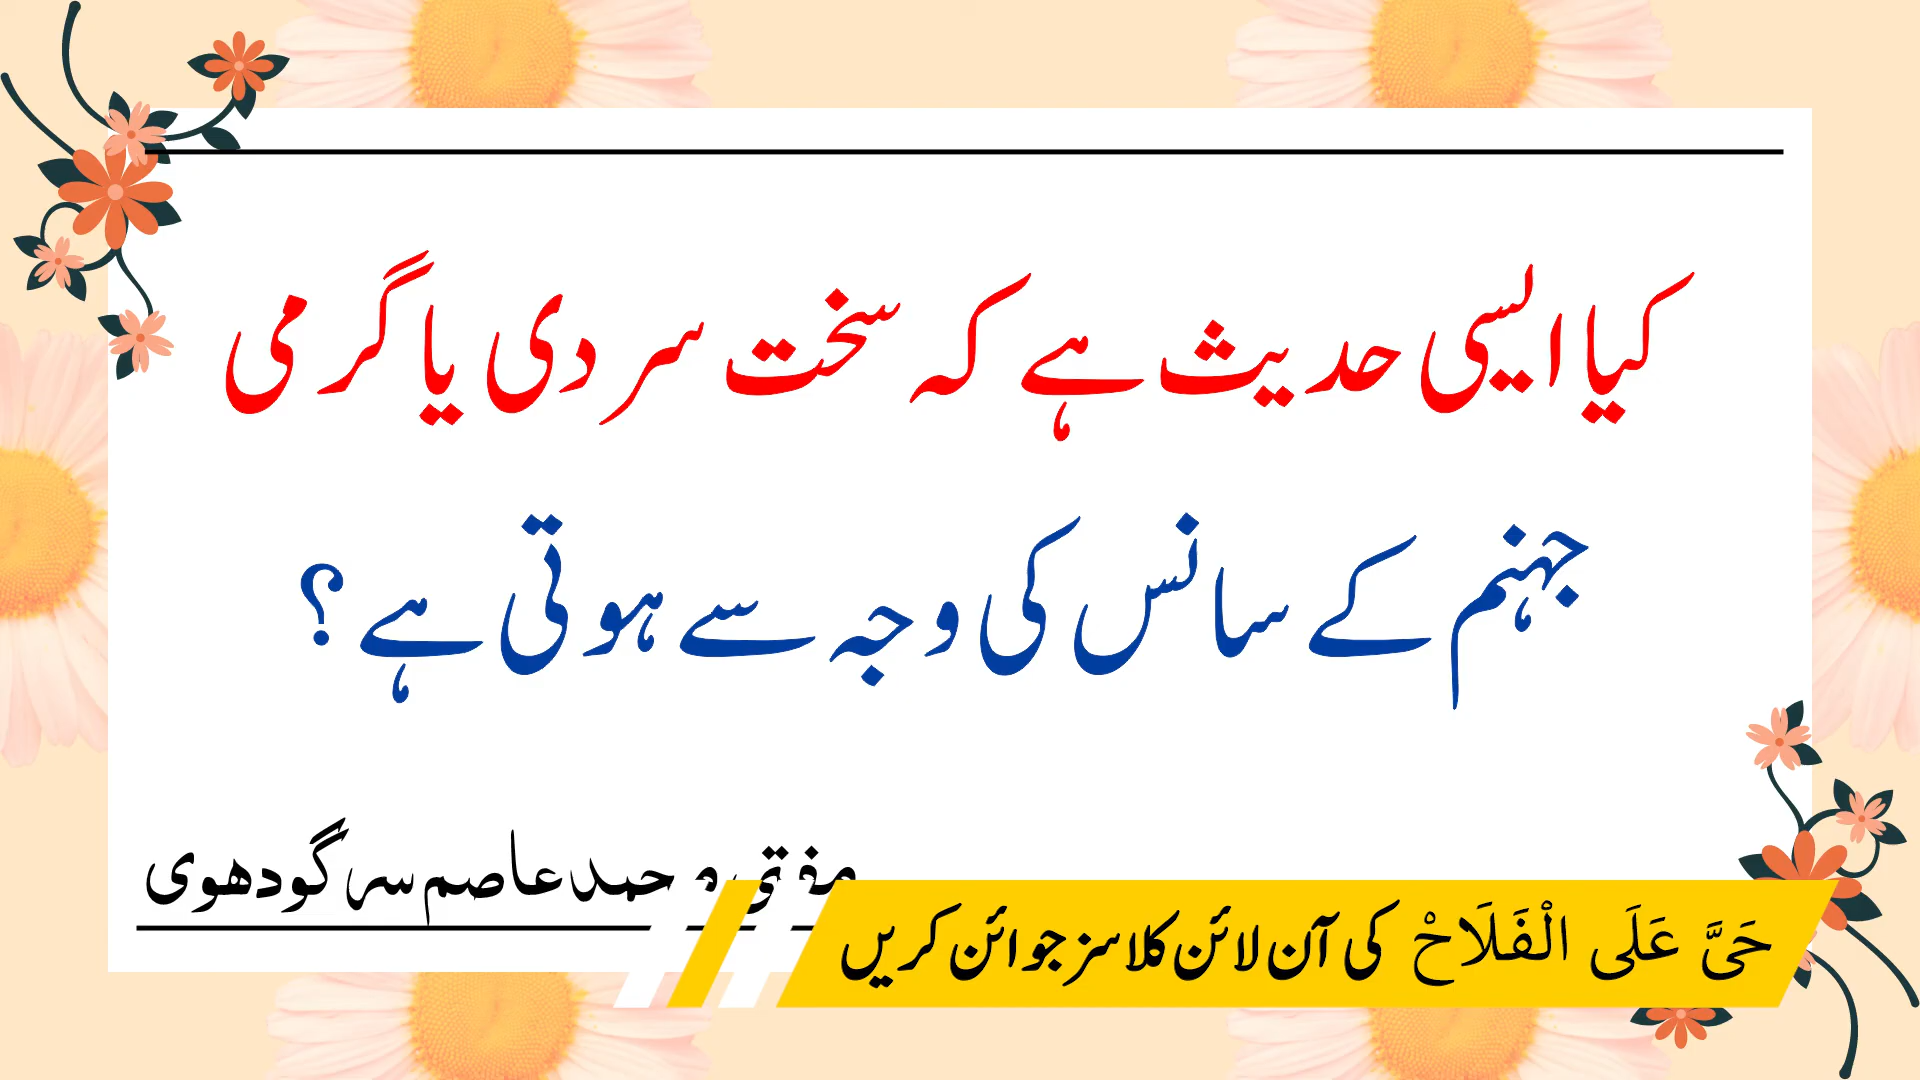 کیا ایسی حدیث ہے کہ سخت سردی یا گرمی
جہنم کے سانس کی وجہ سے ہوتی ہے؟
مفتی محمد عاصم سرگودھوی
حَیَّ عَلَی الْفَلَاحْ کی آن لائن کلاسز جوائن کریں